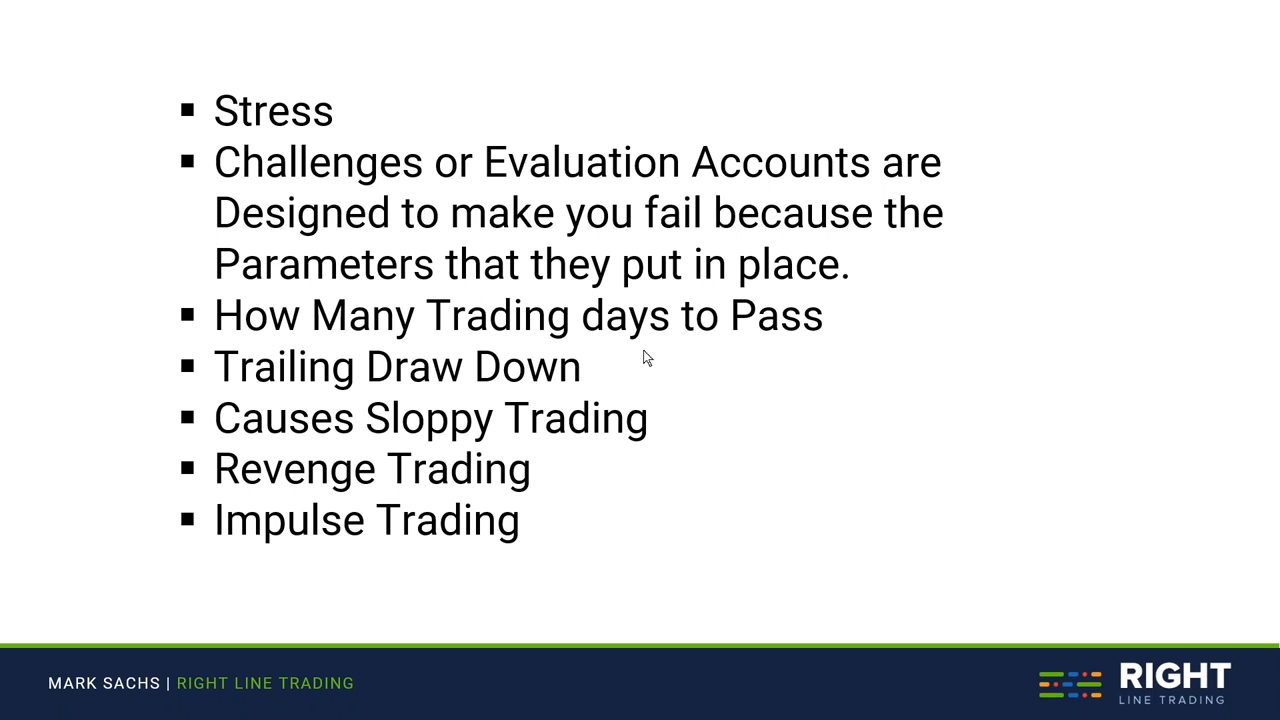 ▪ Stress
▪ Challenges or Evaluation Accounts are
Designed to make you fail because the
Parameters that they put in place.
▪ How Many Trading days to Pass
▪ Trailing Draw Down
▪ Causes Sloppy Trading
▪ Revenge Trading
▪ Impulse Trading
MARK SACHS | RIGHT LINE TRADING
RIGHT
LINE TRADING